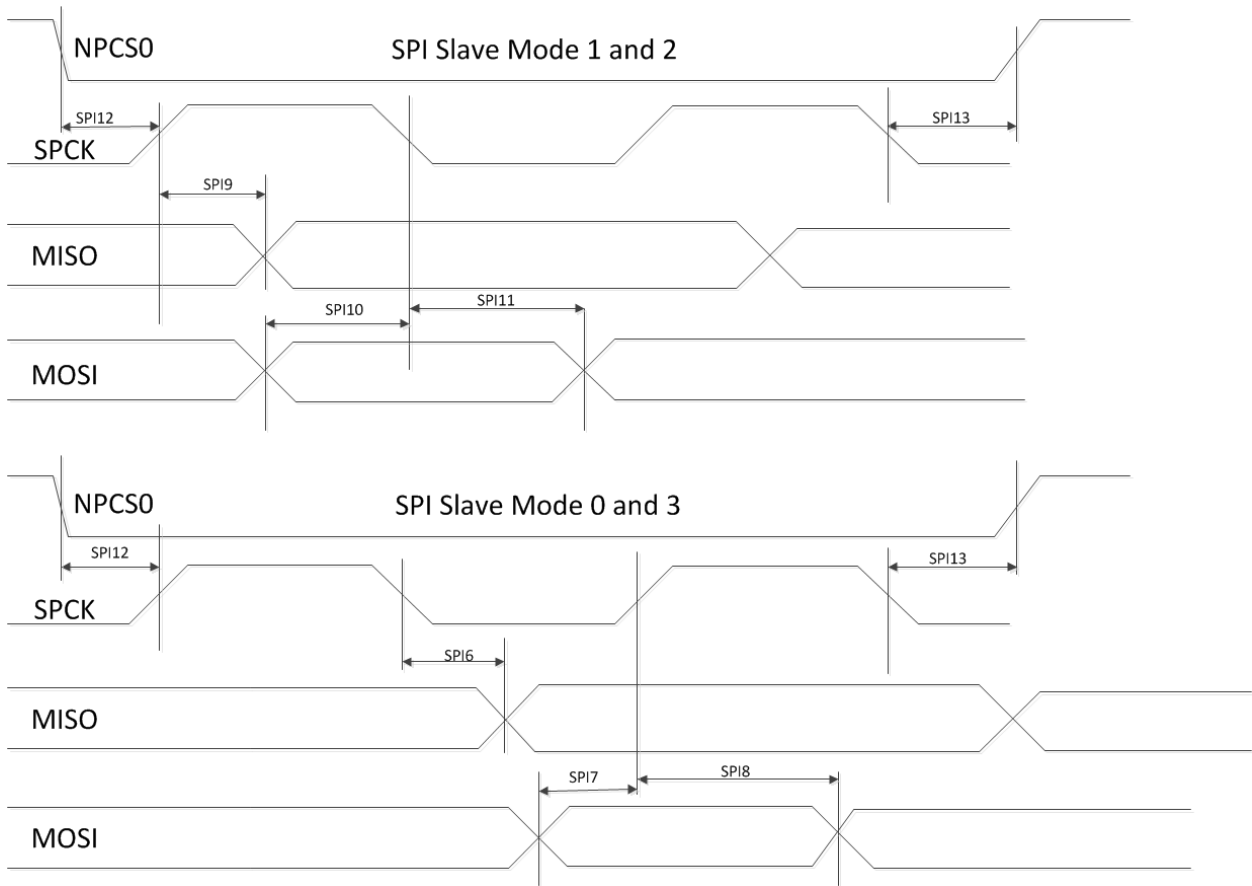 NPCS0 SPI Slave Mode 1 and 2
SPI12 SPI13
SPCK
SPI9
MISO
SPI10 SPI11
MOSI
NPCS0 SPI Slave Mode 0 and 3
SPI12 SPI13
SPCK
SPI6
MISO
SPI7 SPI8
MOSI